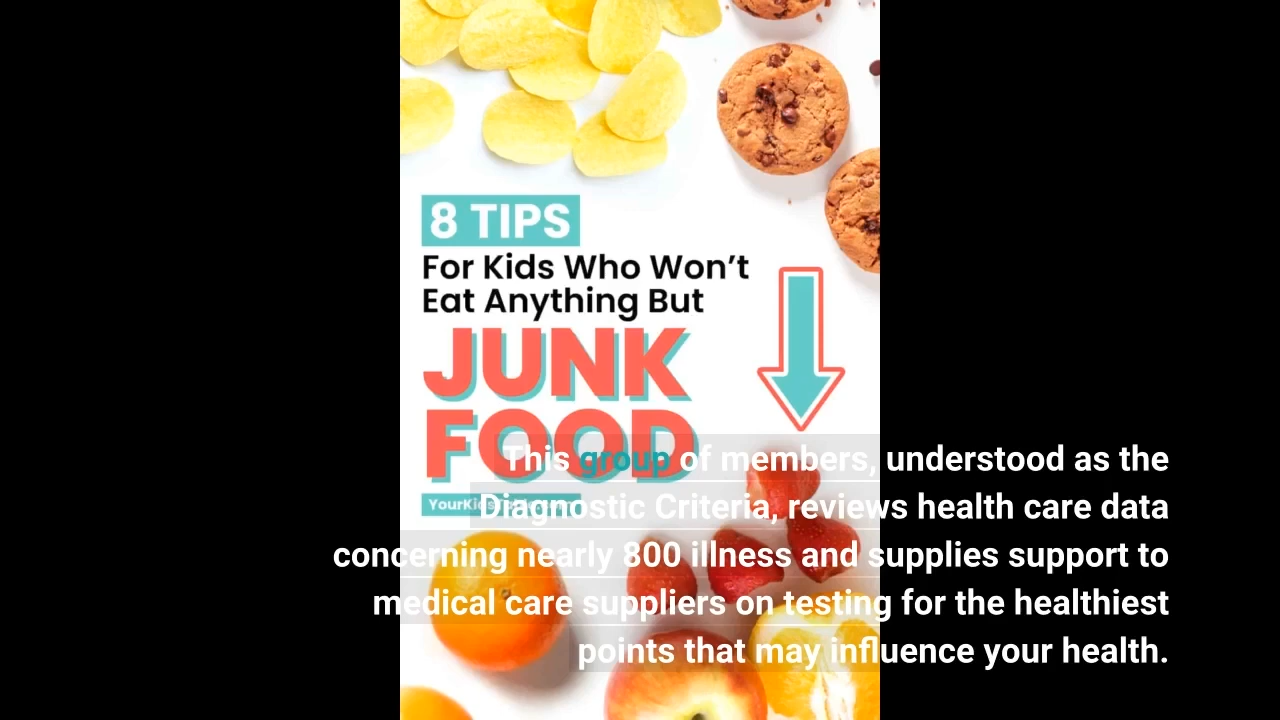 8 TIPS
For Kids Who Won't
Eat Anything But
JUNK
FOOD
This group of members, understood as the
Diagnostic Criteria, reviews health care data
concerning nearly 800 illness and supplies support to
medical care suppliers on testing for the healthiest
points that may influence your health.